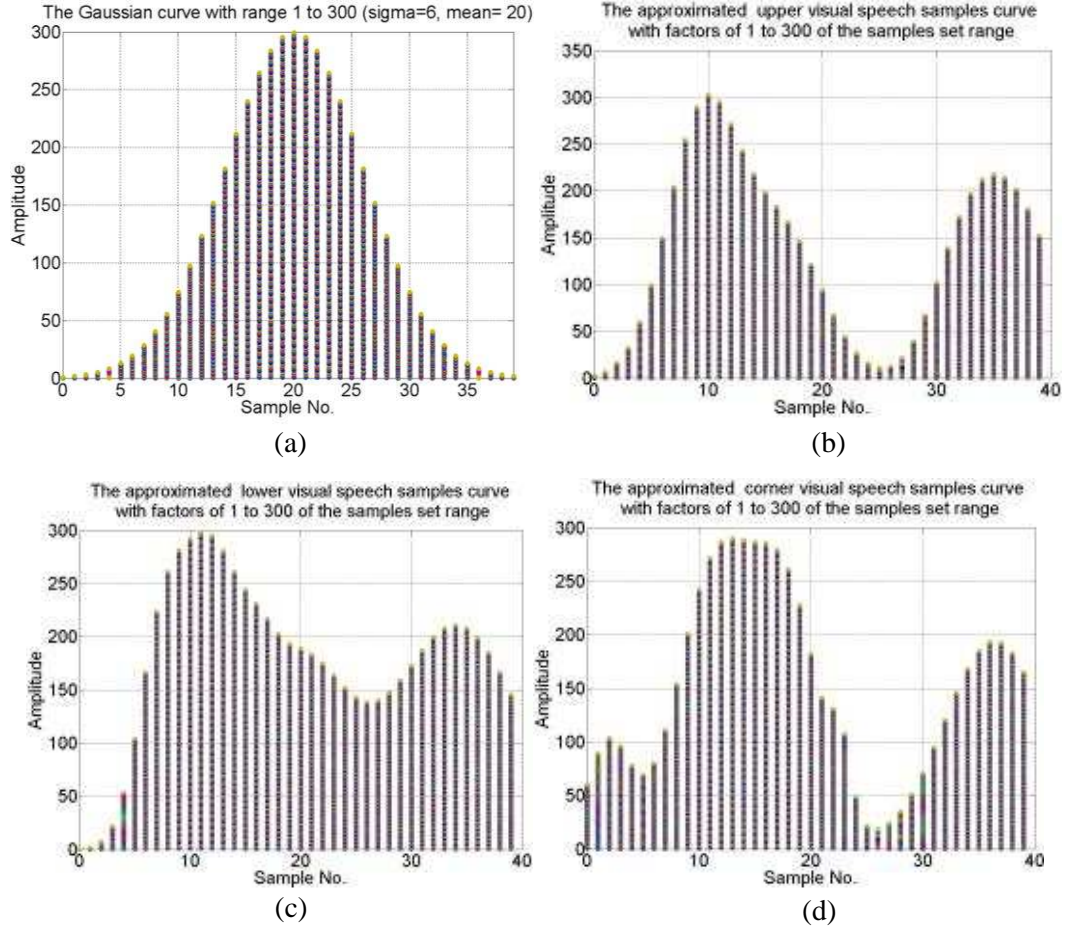 The Gaussian curve with range 1 to 300 (sigma=6, mean= 20)
300
250
200
150
100
50
0
Amplitude
0 5 10 15 20 25 30 35
Sample No.
(a)
The approximated upper visual speech samples curve
with factors of 1 to 300 of the samples set range
350
300
250
200
150
100
50
0
Amplitude
0 10 20 30 40
Sample No.
(b)
The approximated lower visual speech samples curve
with factors of 1 to 300 of the samples set range
300
250
200
150
100
50
0
Amplitude
0 10 20 30 40
Sample No.
(c)
The approximated corner visual speech samples curve
with factors of 1 to 300 of the samples set range
300
250
200
150
100
50
0
Amplitude
0 10 20 30 40
Sample No.
(d)